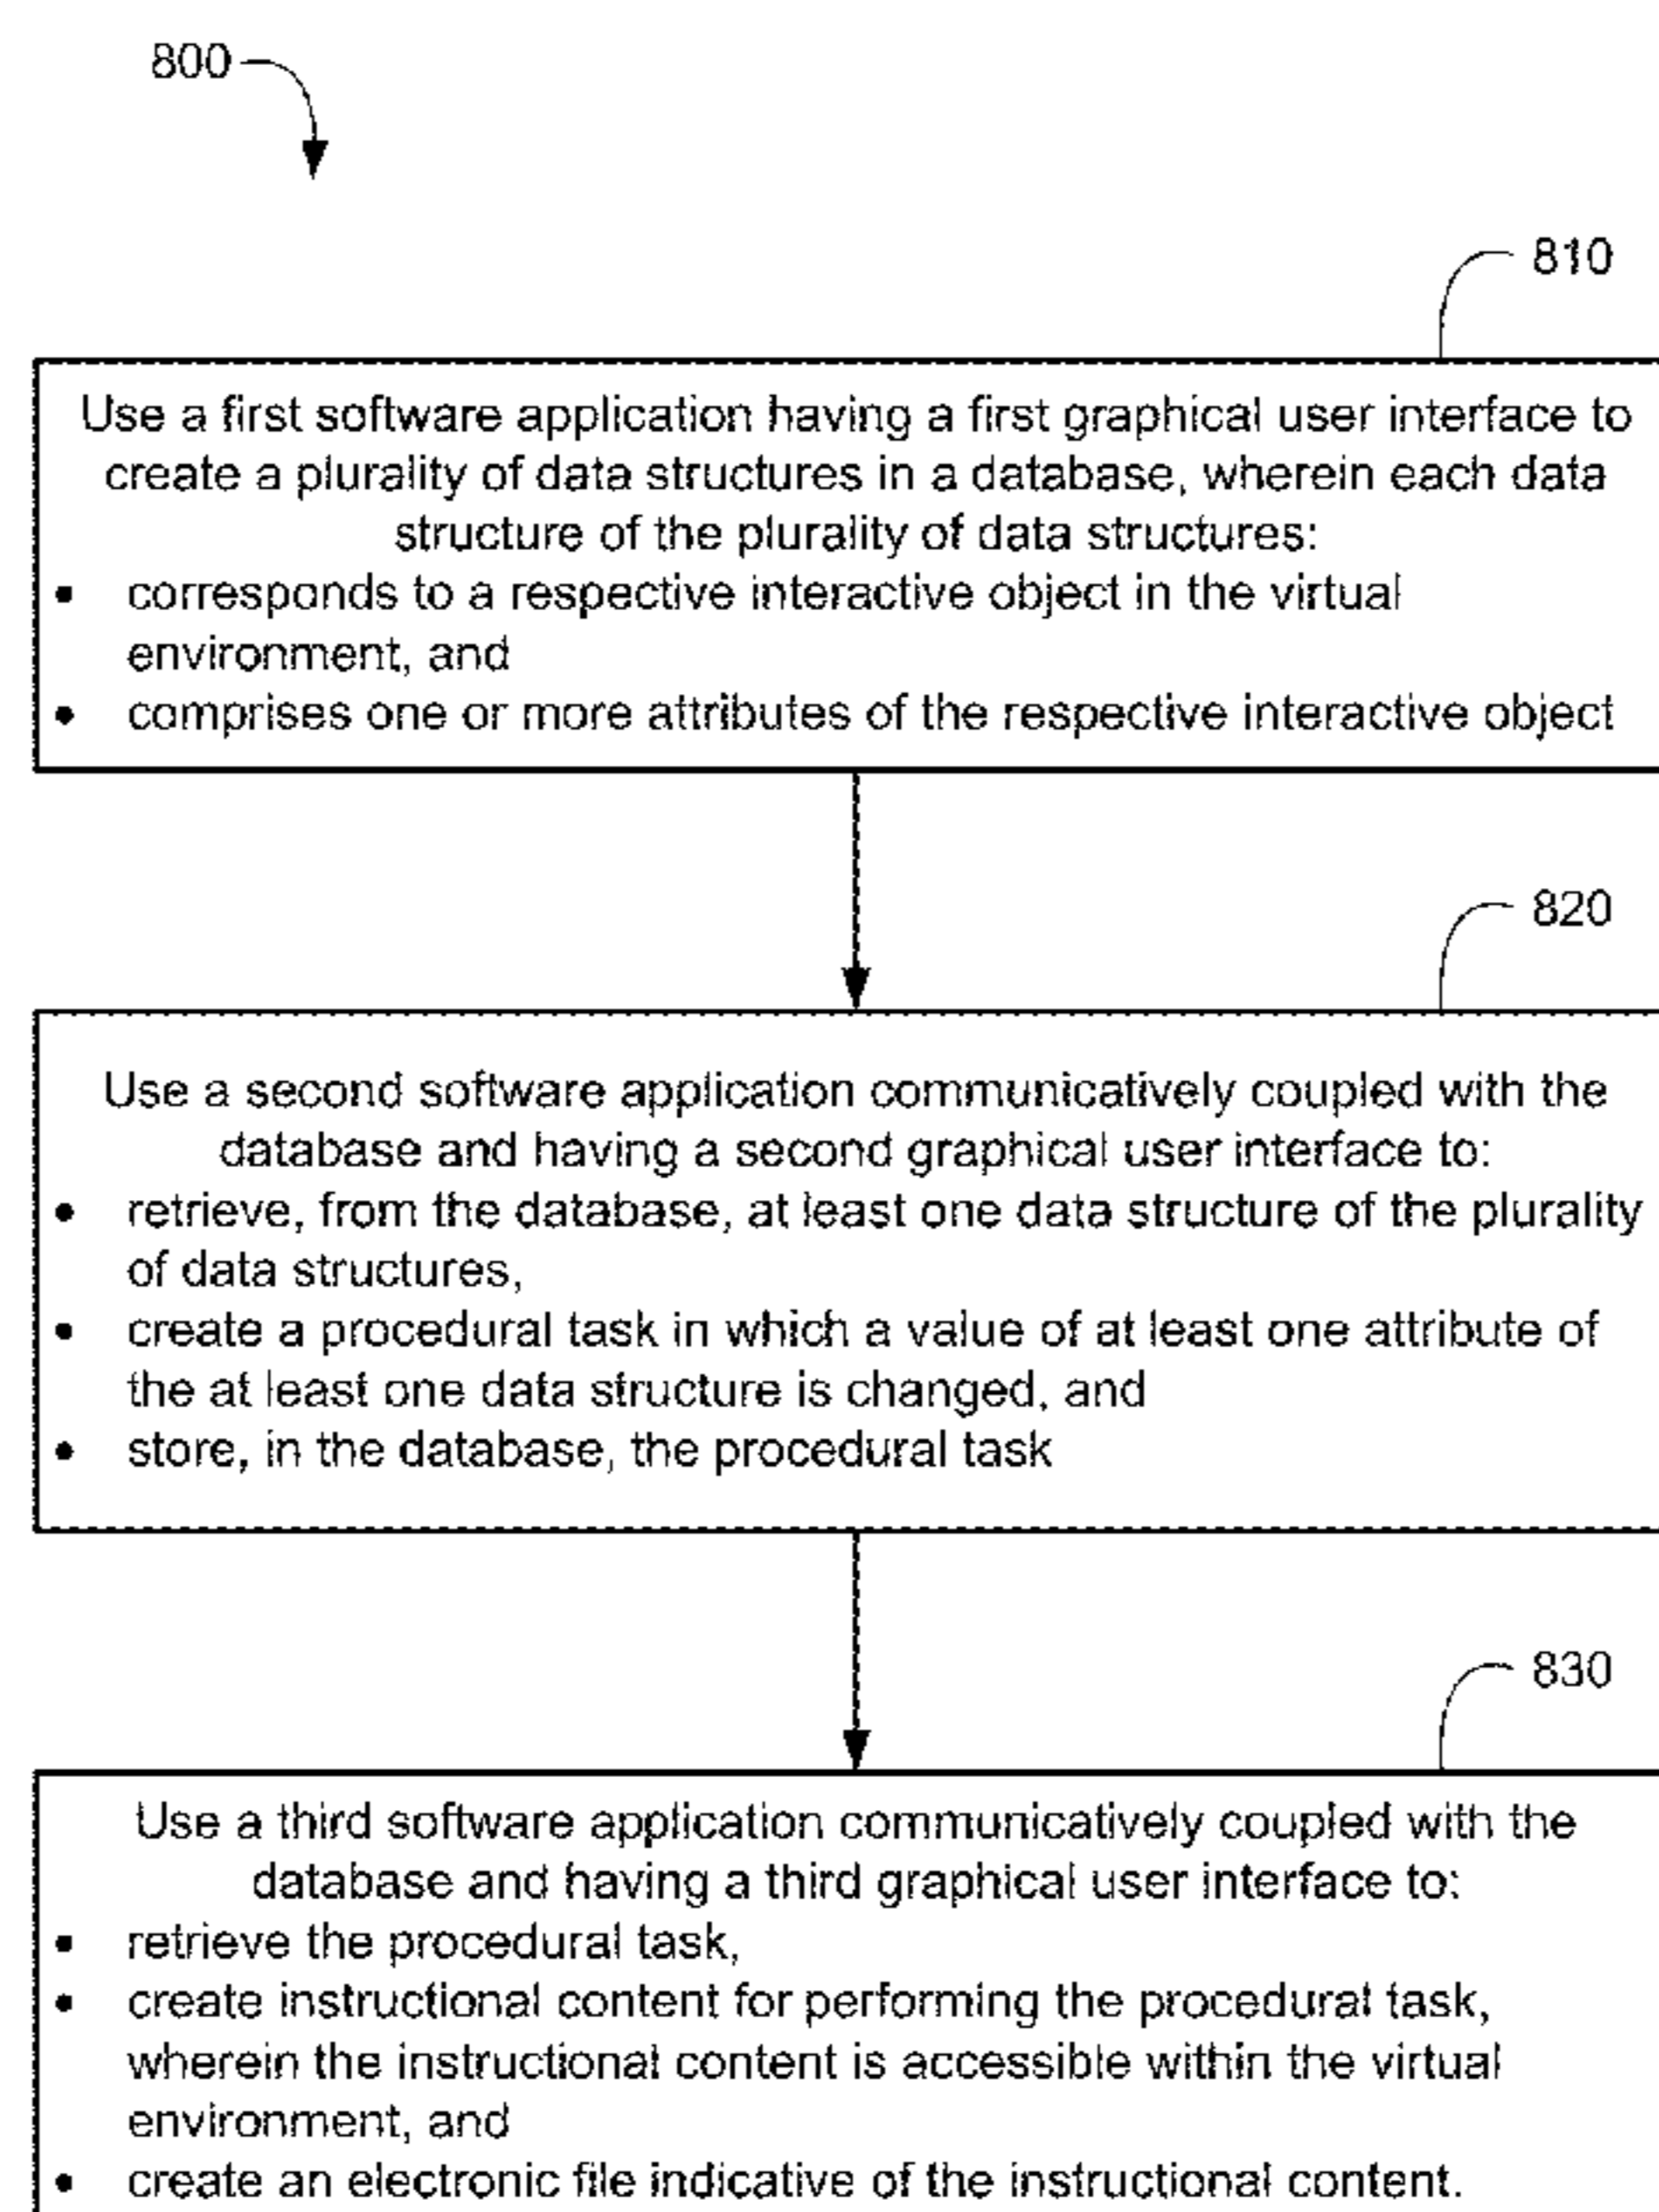 800
810
Use a first software application having a first graphical user interface to
create a plurality of data structures in a database, wherein each data
structure of the plurality of data structures:
• corresponds to a respective interactive object in the virtual
environment, and
• comprises one or more attributes of the respective interactive object
820
Use a second software application communicatively coupled with the
database and having a second graphical user interface to:
• retrieve, from the database, at least one data structure of the plurality
of data structures,
• create a procedural task in which a value of at least one attribute of
the at least one data structure is changed, and
• store, in the database, the procedural task
830
Use a third software application communicatively coupled with the
database and having a third graphical user interface to:
• retrieve the procedural task,
• create instructional content for performing the procedural task,
wherein the instructional content is accessible within the virtual
environment, and
• create an electronic file indicative of the instructional content.